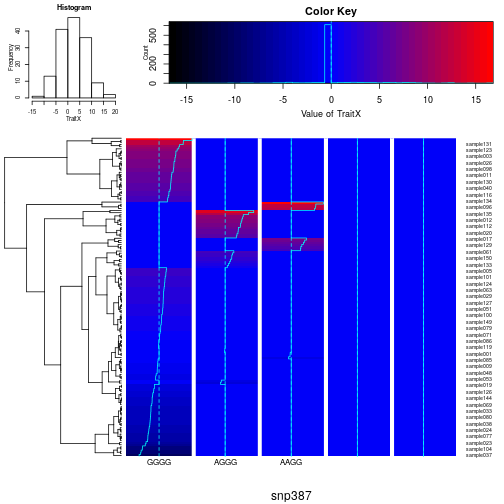 Histogram
Frequency
0 10 20 30 40
-15 -5 0 5 10 15 20
TraitX
Color Key
Count
0 200 500
-15 -10 -5 0 5 10 15
Value of TraitX
sample131
sample123
sample003
sample026
sample098
sample011
sample130
sample040
sample116
sample134
sample096
sample135
sample012
sample112
sample020
sample017
sample129
sample061
sample150
sample133
sample005
sample101
sample124
sample063
sample029
sample127
sample051
sample100
sample149
sample079
sample071
sample086
sample119
sample001
sample085
sample009
sample048
sample053
sample019
sample126
sample144
sample069
sample033
sample080
sample038
sample024
sample077
sample023
sample104
sample037
GGGG AGGG AAGG
snp387